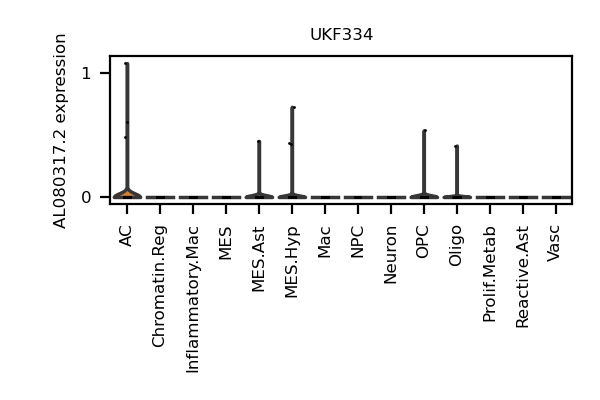 UKF334
AL080317.2 expression
1
0
AC
Chromatin.Reg
Inflammatory.Mac
MES
MES.Ast
MES.Hyp
Mac
NPC
Neuron
OPC
Oligo
Prolif.Metab
Reactive.Ast
Vasc